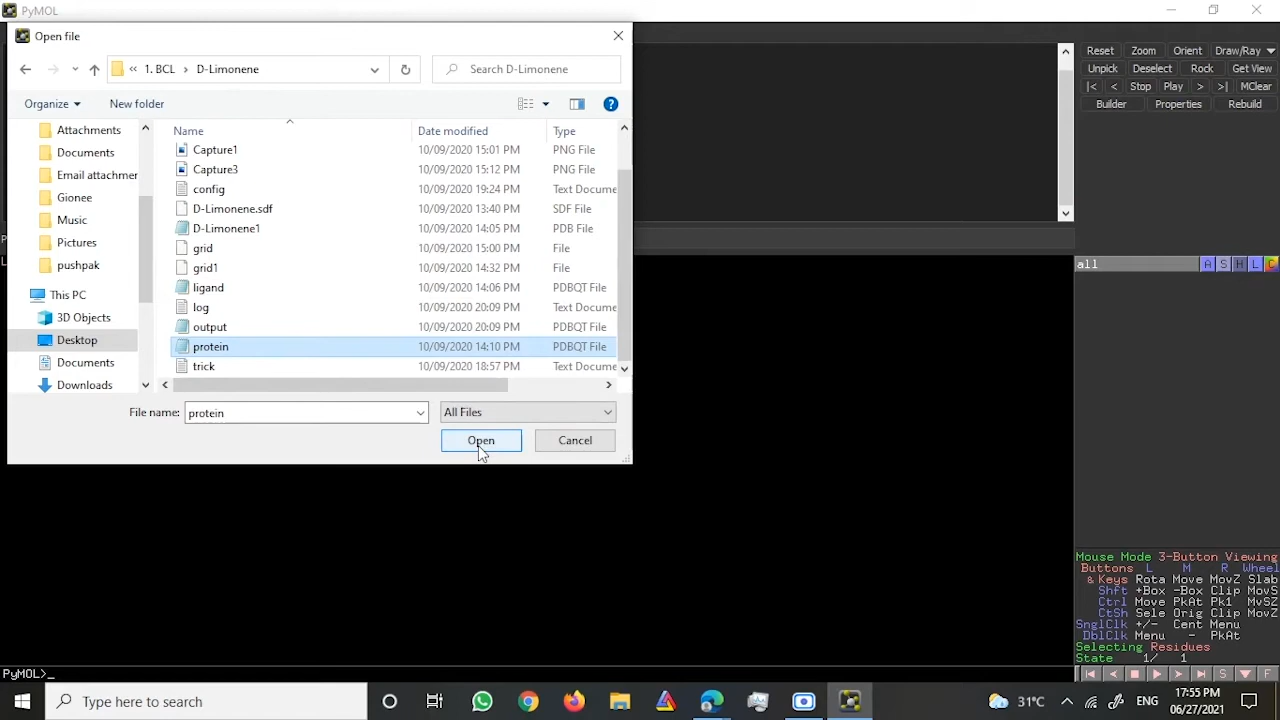 PyMOL
Open file
Reset Zoom Orient Draw/Ray
1. BCL D-Limonene
Search D-Limonene
Unpick Deselect Rock Get View
|< < Stop Play > >| MClear
Organize New folder
Builder Properties Rebuild
Attachments
Documents
Email attachmer
Gionee
Music
Pictures
pushpak
This PC
3D Objects
Desktop
Documents
Downloads
Name Date modified Type
Capture1 10/09/2020 15:01 PM PNG File
Capture3 10/09/2020 15:12 PM PNG File
config 10/09/2020 19:24 PM Text Docume
D-Limonene.sdf 10/09/2020 13:40 PM SDF File
D-Limonene1 10/09/2020 14:05 PM PDB File
grid 10/09/2020 15:00 PM File
grid1 10/09/2020 14:32 PM File
ligand 10/09/2020 14:06 PM PDBQT File
log 10/09/2020 20:09 PM Text Docume
output 10/09/2020 20:09 PM PDBQT File
protein 10/09/2020 14:10 PM PDBQT File
trick 10/09/2020 18:57 PM Text Docume
File name: protein
All Files
Open Cancel
all A S H L C
Mouse Mode 3-Button Viewing
Buttons L M R Wheel
& Keys Rota Move MovZ Slab
Shft +Box -Box Clip MovS
Ctrl Move PkAt Pk1 MvSZ
CtSh Sele Orig Clip MovZ
SnglClk +/- Cent Menu
DblClk Menu - PkAt
Selecting Residues
State 1/ 1
PyMOL>_
S F
Type here to search
31°C
ENG
17:55 PM
06/27/2021